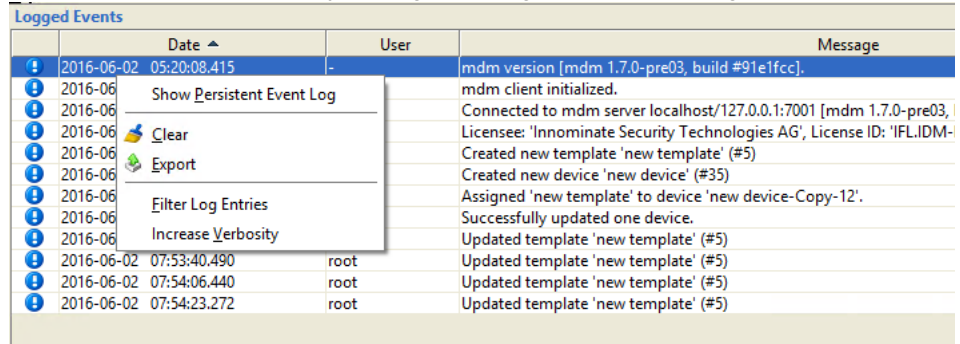 Logged Events
Date User Message
2016-06-02 05:20:08.415 - mdm version [mdm 1.7.0-pre03, build #91e1fcc].
2016-06 mdm client initialized.
Show Persistent Event Log
2016-06 Connected to mdm server localhost/127.0.0.1:7001 [mdm 1.7.0-pre03,
Clear
2016-06 Licensee: 'Innominate Security Technologies AG', License ID: 'IFL.IDM-
2016-06 Created new template 'new template' (#5)
Export
2016-06 Created new device 'new device' (#35)
2016-06 Assigned 'new template' to device 'new device-Copy-12'.
Filter Log Entries
2016-06 Successfully updated one device.
Increase Verbosity
2016-06 Updated template 'new template' (#5)
2016-06-02 07:53:40.490 root Updated template 'new template' (#5)
2016-06-02 07:54:06.440 root Updated template 'new template' (#5)
2016-06-02 07:54:23.272 root Updated template 'new template' (#5)